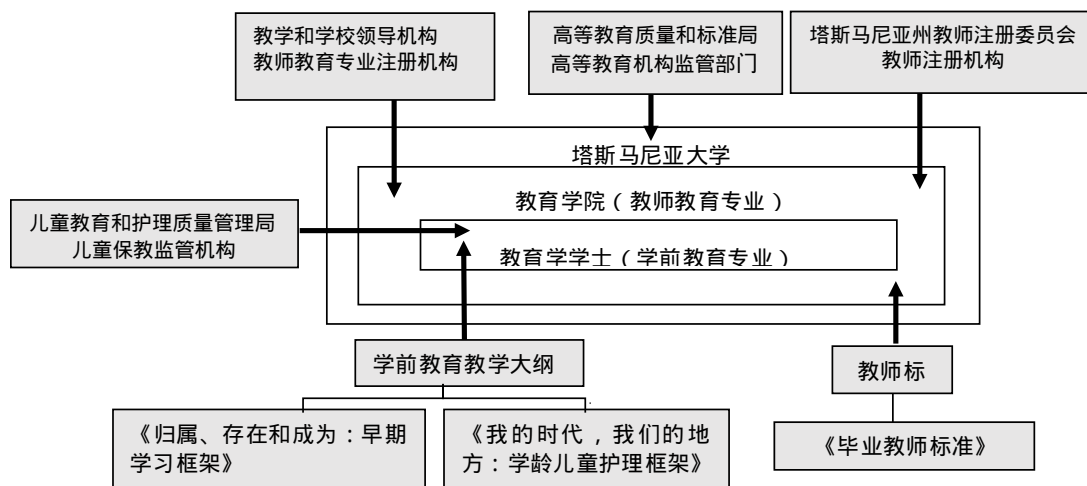 教学和学校领导机构
教师教育专业注册机构
高等教育质量和标准局
高等教育机构监管部门
塔斯马尼亚州教师注册委员会
教师注册机构
塔斯马尼亚大学
教育学院（教师教育专业）
儿童教育和护理质量管理局
儿童保教监管机构
教育学学士（学前教育专业）
学前教育教学大纲
教师标
《归属、存在和成为：早期
学习框架》
《我的时代，我们的地
方：学龄儿童护理框架》
《毕业教师标准》